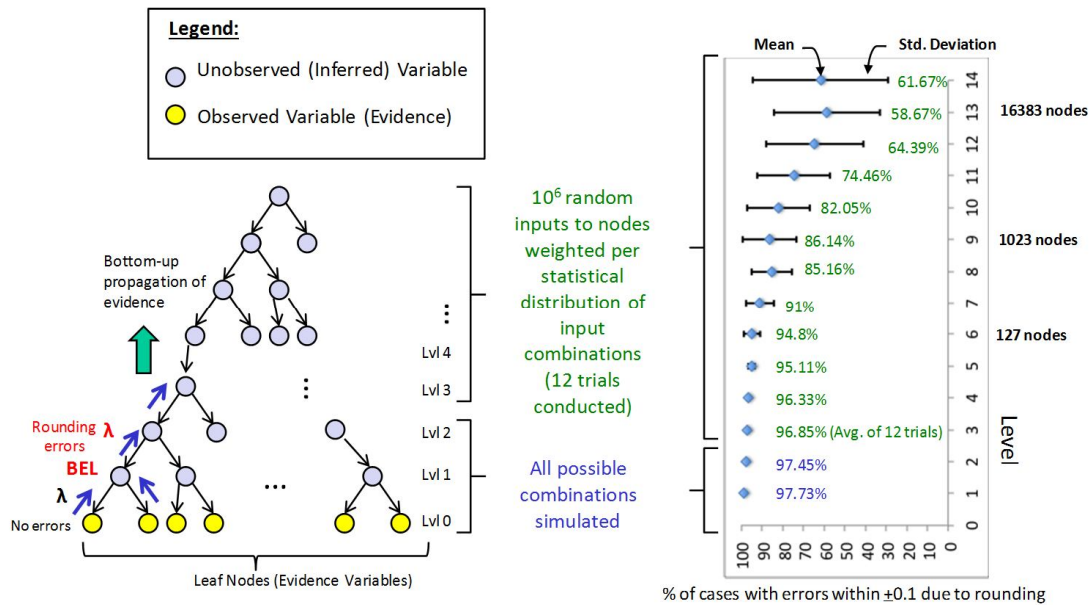 Legend:
Unobserved (Inferred) Variable
Observed Variable (Evidence)
Bottom-up
propagation of
evidence
Rounding
errors
λ
BEL
λ
No errors
Lvl 4
Lvl 3
Lvl 2
Lvl 1
Lvl 0
...
...
...
Leaf Nodes (Evidence Variables)
10⁶ random
inputs to nodes
weighted per
statistical
distribution of
input
combinations
(12 trials
conducted)
All possible
combinations
simulated
Mean
Std. Deviation
61.67%
14
58.67%
13
16383 nodes
64.39%
12
74.46%
11
82.05%
10
86.14%
9
1023 nodes
85.16%
8
91%
7
94.8%
6
127 nodes
95.11%
5
96.33%
4
96.85% (Avg. of 12 trials)
3
97.45%
2
97.73%
1
0
Level
100 90 80 70 60 50 40 30 20 10 0
% of cases with errors within ±0.1 due to rounding